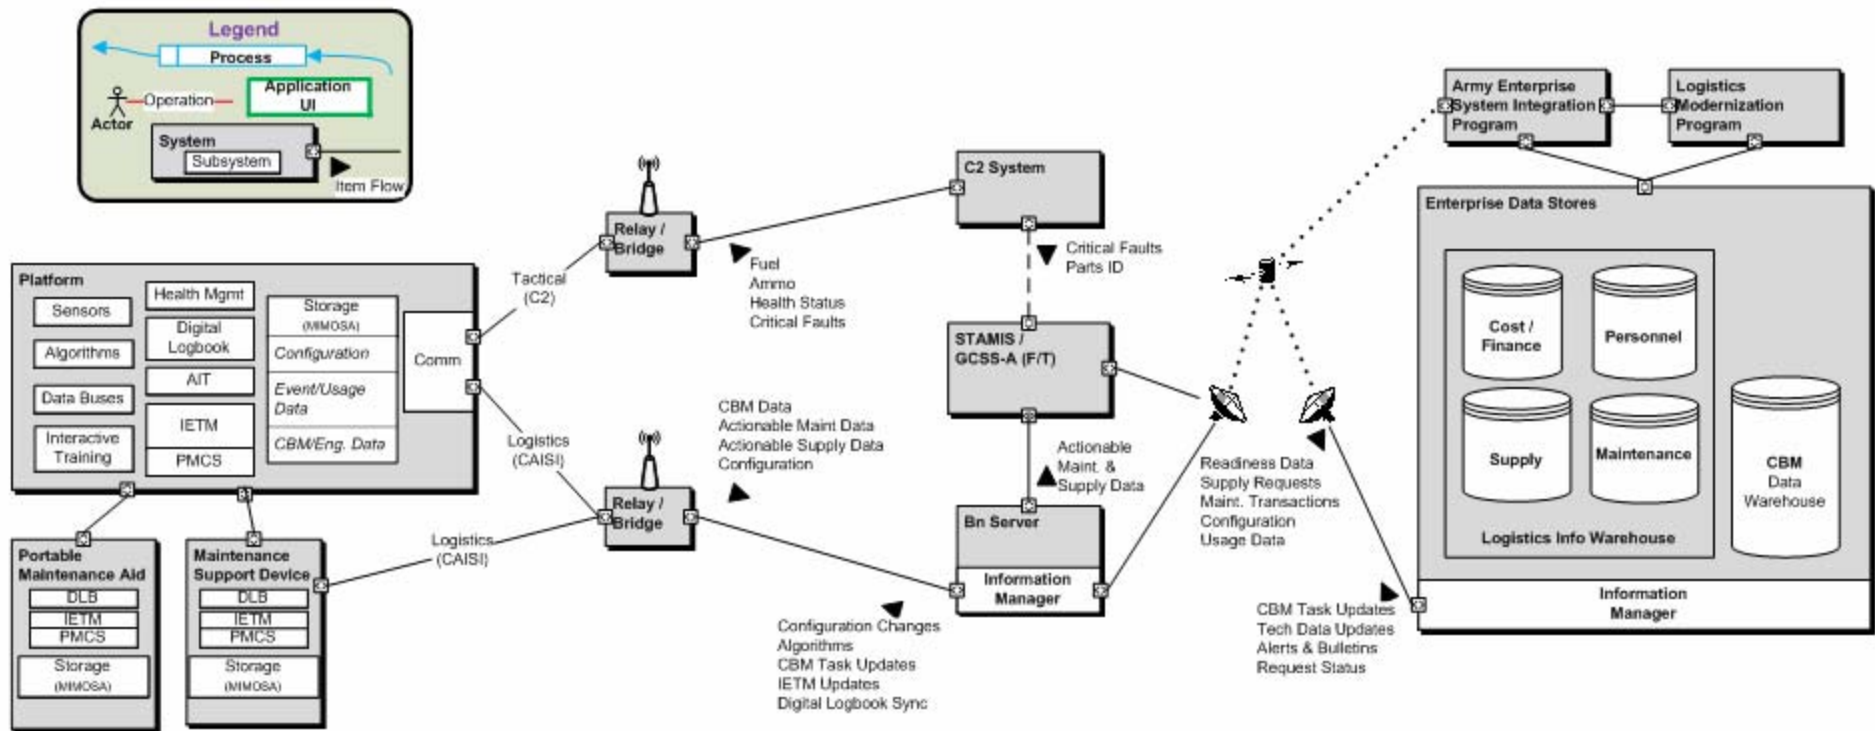 Legend
Process
Operation
Application
UI
Actor
System
Subsystem
Item Flow
Platform
Sensors
Algorithms
Data Buses
Interactive
Training
Health Mgmt
Digital
Logbook
AIT
IETM
PMCS
Storage
(MIMOSA)
Configuration
Event/Usage
Data
CBM/Eng. Data
Comm
Portable
Maintenance Aid
DLB
IETM
PMCS
Storage
(MIMOSA)
Maintenance
Support Device
DLB
IETM
PMCS
Storage
(MIMOSA)
Tactical
(C2)
Logistics
(CAISI)
Logistics
(CAISI)
Relay /
Bridge
Relay /
Bridge
Fuel
Ammo
Health Status
Critical Faults
CBM Data
Actionable Maint Data
Actionable Supply Data
Configuration
Configuration Changes
Algorithms
CBM Task Updates
IETM Updates
Digital Logbook Sync
C2 System
Critical Faults
Parts ID
STAMIS /
GCSS-A (F/T)
Actionable
Maint. &
Supply Data
Bn Server
Information
Manager
Readiness Data
Supply Requests
Maint. Transactions
Configuration
Usage Data
CBM Task Updates
Tech Data Updates
Alerts & Bulletins
Request Status
Army Enterprise
System Integration
Program
Logistics
Modernization
Program
Enterprise Data Stores
Cost /
Finance
Personnel
Supply
Maintenance
Logistics Info Warehouse
CBM
Data
Warehouse
Information
Manager